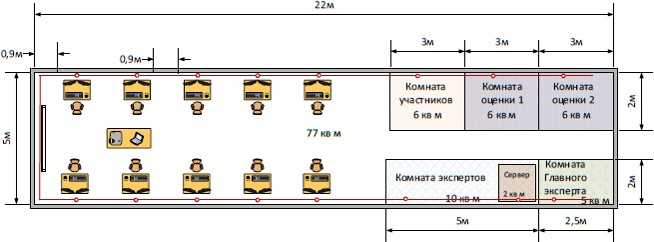 22м
0,9м
0,9м
3м
3м
3м
Комната
участников
6 кв м
Комната
оценки 1
6 кв м
Комната
оценки 2
6 кв м
2м
5м
77 кв м
Комната экспертов
10 кв м
Сервер
2 кв м
Комната
Главного
эксперта
5 кв м
2м
5м
2,5м